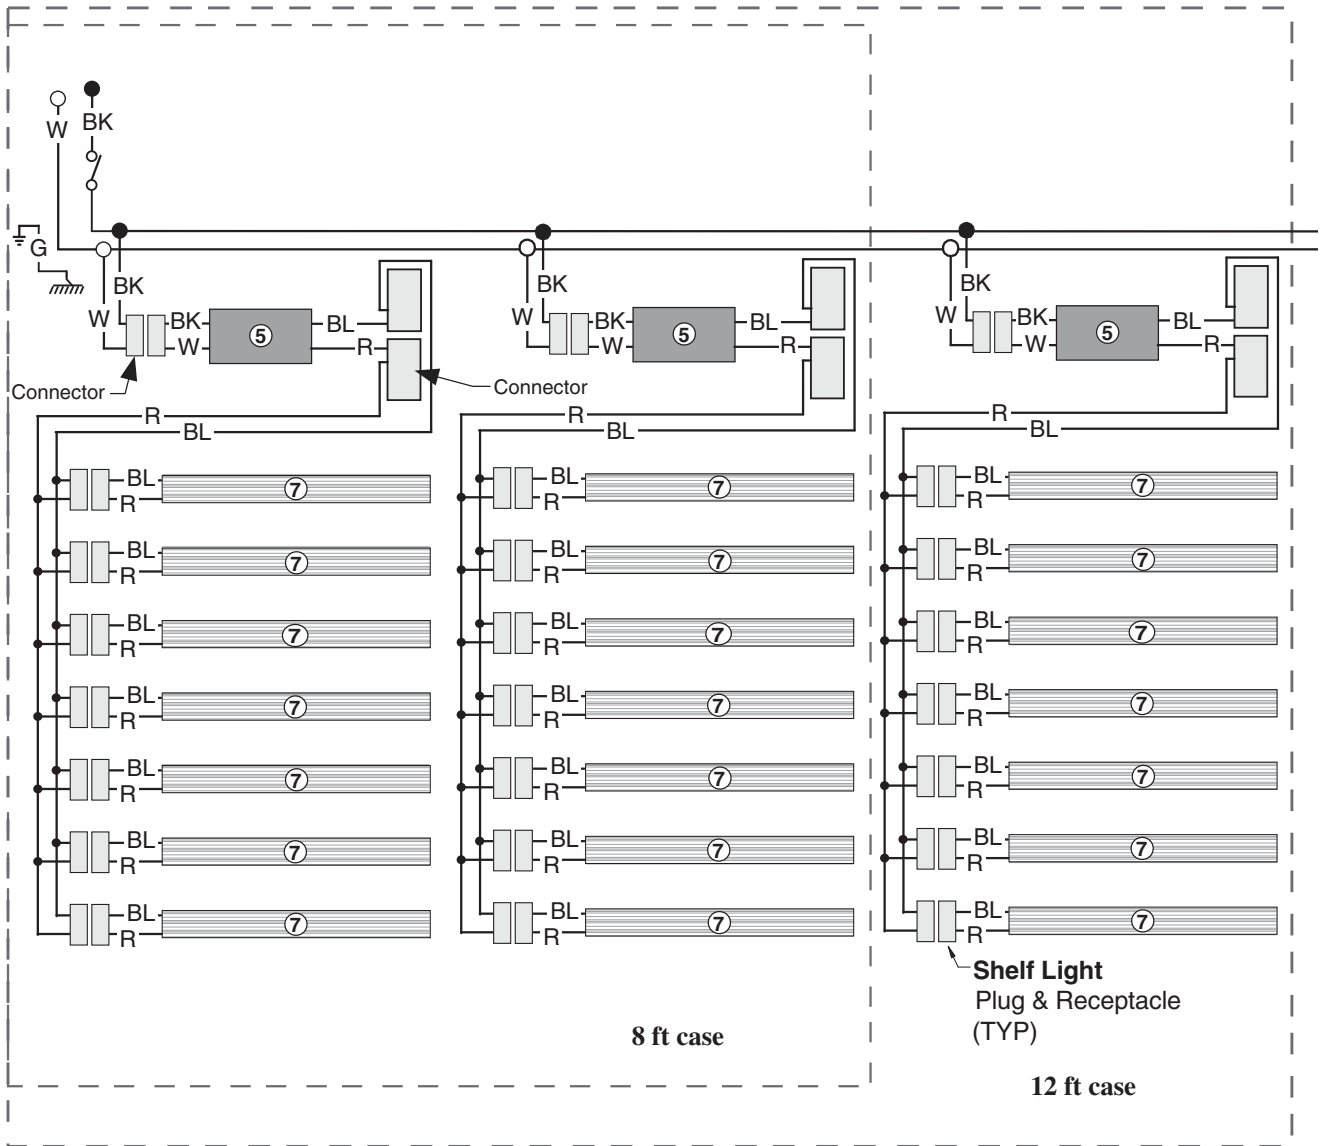 W BK
G
BK BK BK
W W W
BK 5 BL BK 5 BL BK 5 BL
W R W R W R
Connector
Connector
R R R
BL BL BL
BL 7 BL 7 BL 7
R R R
BL 7 BL 7 BL 7
R R R
BL 7 BL 7 BL 7
R R R
BL 7 BL 7 BL 7
R R R
BL 7 BL 7 BL 7
R R R
BL 7 BL 7 BL 7
R R R
BL 7 BL 7 BL 7
R R R
Shelf Light
Plug & Receptacle
(TYP)
8 ft case
12 ft case